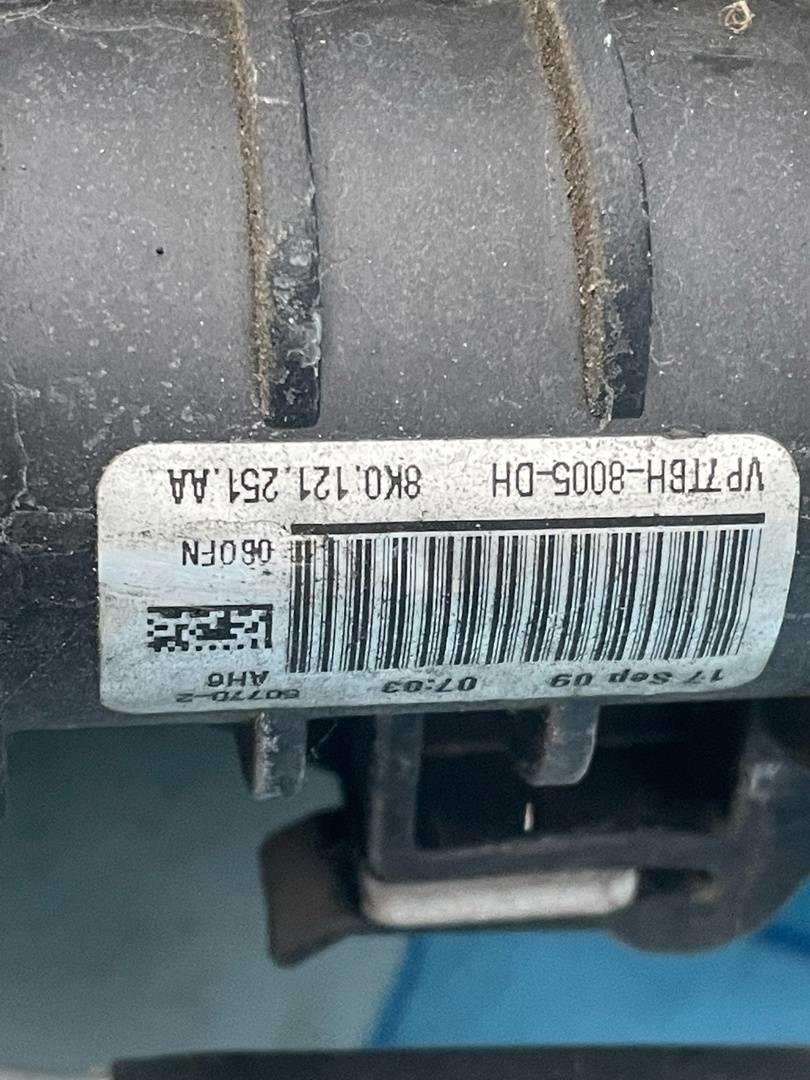 17 Sep 09 07:03 60770-2
AH6
060FN
VP7TBH-8005-DH 8K0.121.251.AA